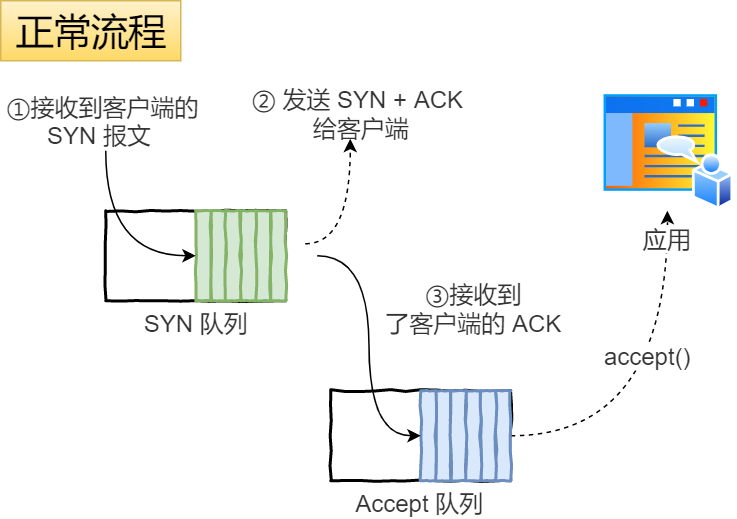 正常流程
①接收到客户端的
SYN 报文
② 发送 SYN + ACK
给客户端
应用
SYN 队列
③接收到
了客户端的 ACK
accept()
Accept 队列